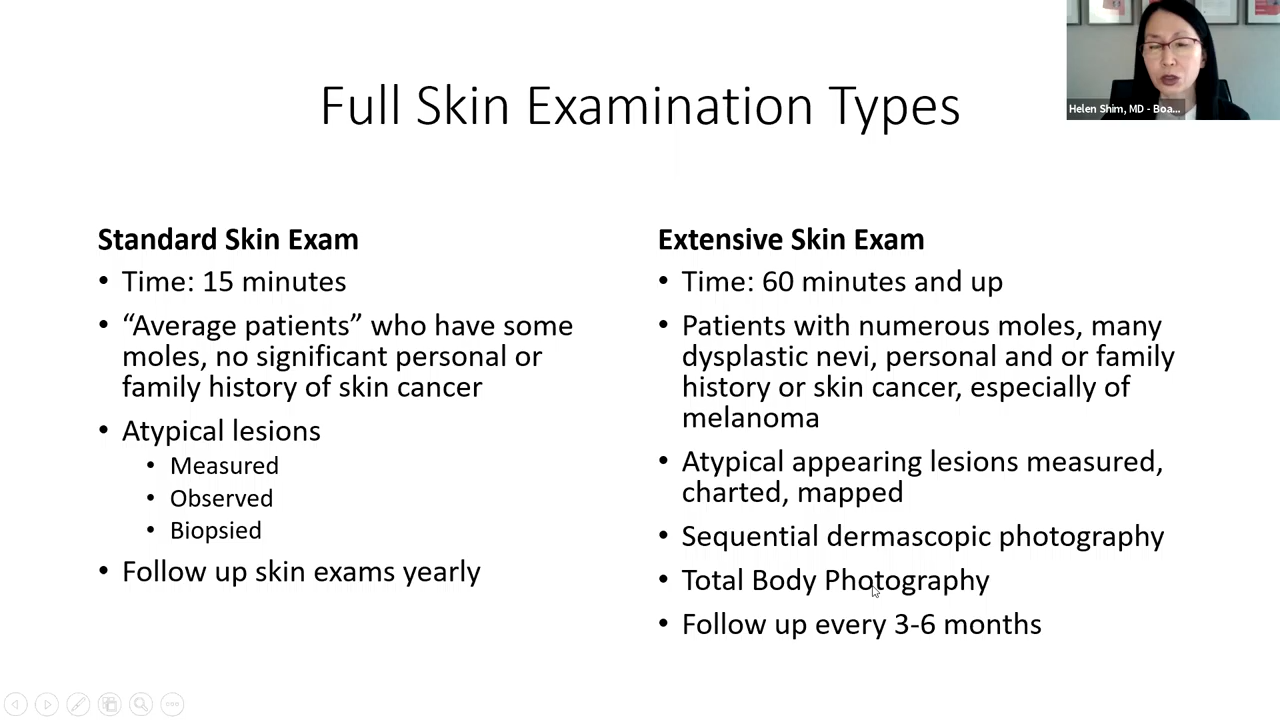 Full Skin Examination Types
Helen Shim, MD - Boa...
Standard Skin Exam
• Time: 15 minutes
• “Average patients” who have some
moles, no significant personal or
family history of skin cancer
• Atypical lesions
• Measured
• Observed
• Biopsied
• Follow up skin exams yearly
Extensive Skin Exam
• Time: 60 minutes and up
• Patients with numerous moles, many
dysplastic nevi, personal and or family
history or skin cancer, especially of
melanoma
• Atypical appearing lesions measured,
charted, mapped
• Sequential dermascopic photography
• Total Body Photography
• Follow up every 3-6 months